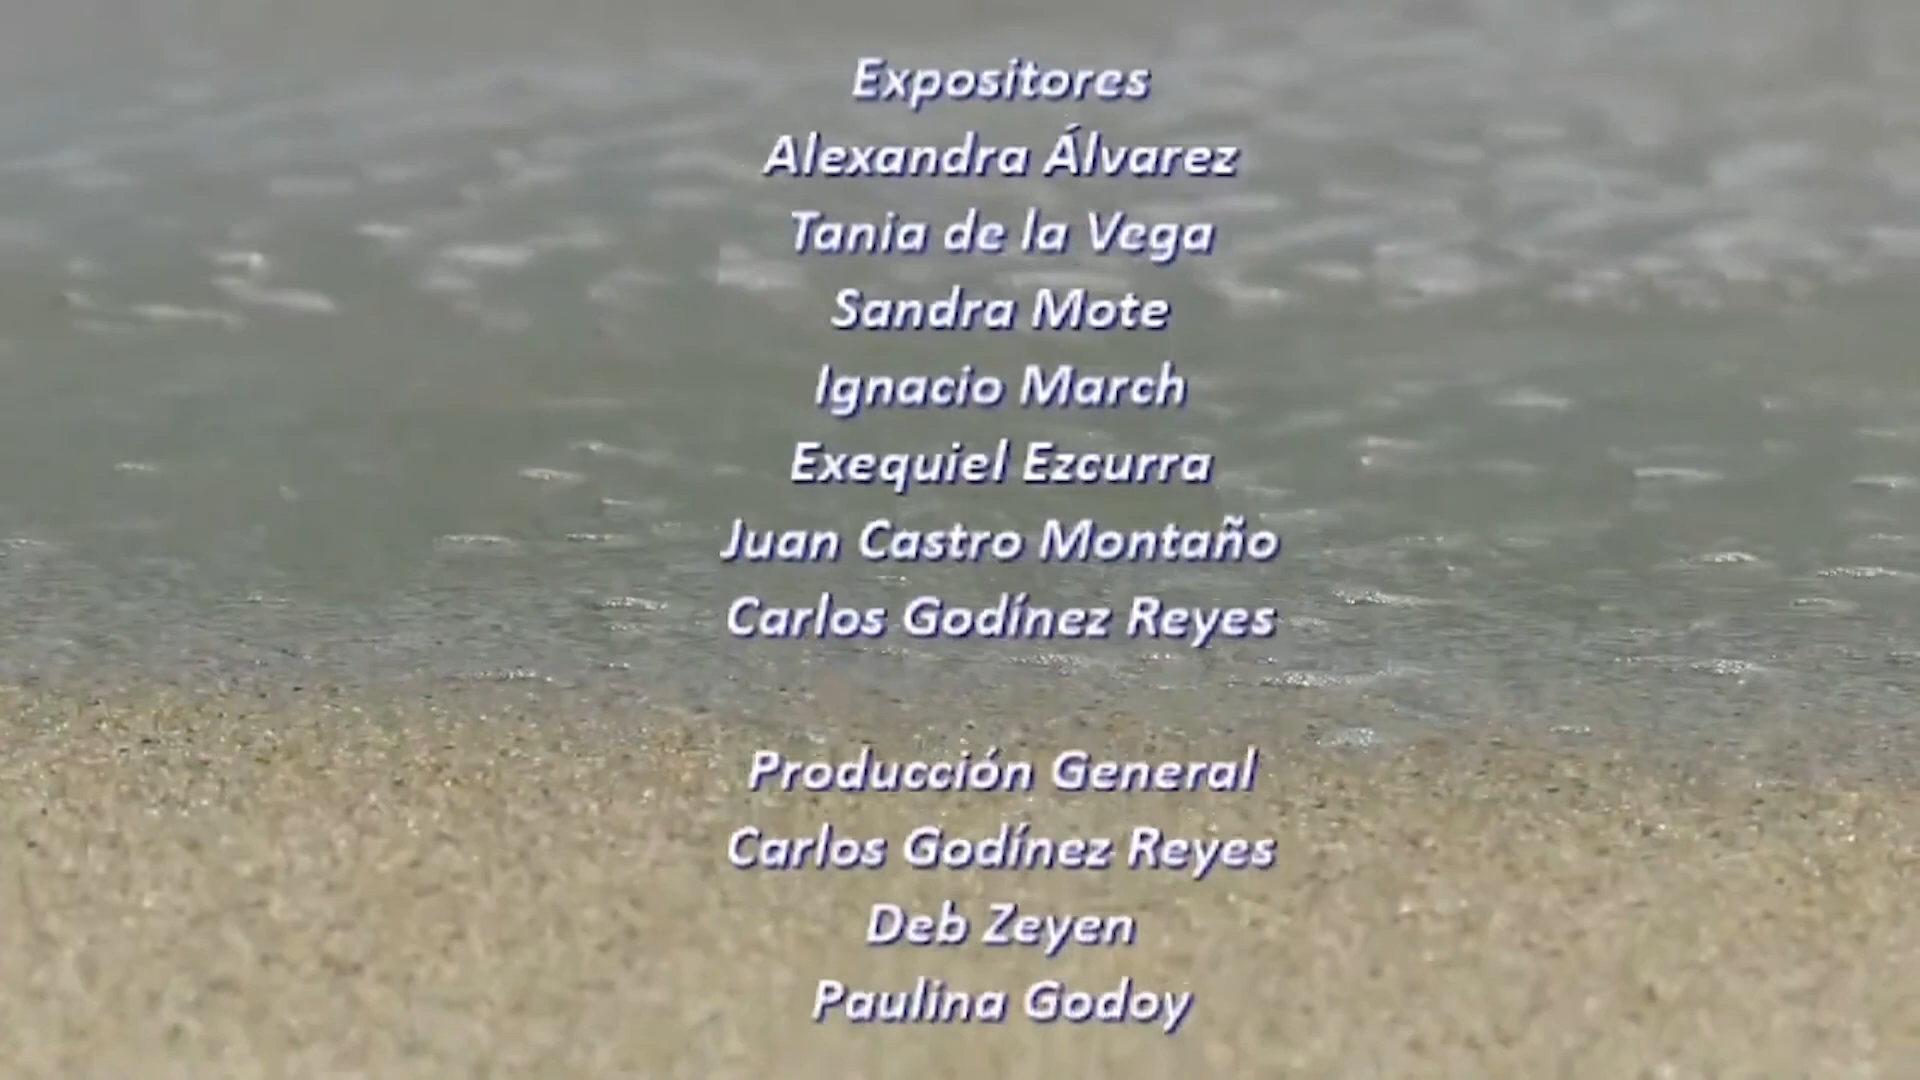 Expositores
Alexandra Álvarez
Tania de la Vega
Sandra Mote
Ignacio March
Exequiel Ezcurra
Juan Castro Montaño
Carlos Godínez Reyes
Producción General
Carlos Godínez Reyes
Deb Zeyen
Paulina Godoy